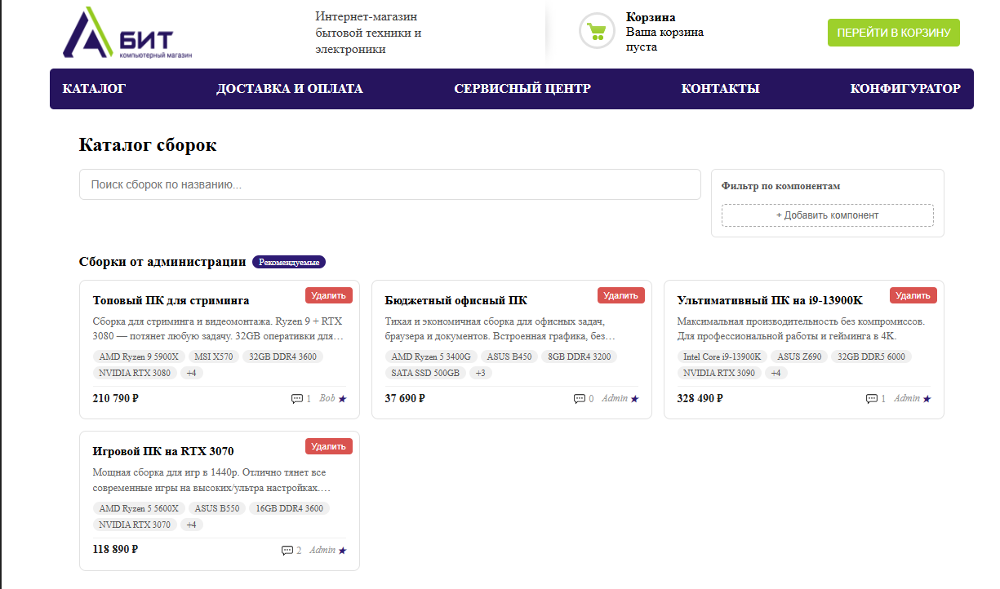 БИТ
компьютерный магазин
Интернет-магазин
бытовой техники и
электроники
Корзина
Ваша корзина
пуста
ПЕРЕЙТИ В КОРЗИНУ
КАТАЛОГ
ДОСТАВКА И ОПЛАТА
СЕРВИСНЫЙ ЦЕНТР
КОНТАКТЫ
КОНФИГУРАТОР
Каталог сборок
Поиск сборок по названию...
Фильтр по компонентам
+ Добавить компонент
Сборки от администрации
Рекомендуемые
Топовый ПК для стриминга
Удалить
Сборка для стриминга и видеомонтажа. Ryzen 9 + RTX
3080 — потянет любую задачу. 32GB оперативки для…
AMD Ryzen 9 5900X MSI X570 32GB DDR4 3600
NVIDIA RTX 3080 +4
210 790 ₽
1 Bob ★
Бюджетный офисный ПК
Удалить
Тихая и экономичная сборка для офисных задач,
браузера и документов. Встроенная графика, без…
AMD Ryzen 5 3400G ASUS B450 8GB DDR4 3200
SATA SSD 500GB +3
37 690 ₽
0 Admin ★
Ультимативный ПК на i9-13900K
Удалить
Максимальная производительность без компромиссов.
Для профессиональной работы и гейминга в 4K.
Intel Core i9-13900K ASUS Z690 32GB DDR5 6000
NVIDIA RTX 3090 +4
328 490 ₽
1 Admin ★
Игровой ПК на RTX 3070
Удалить
Мощная сборка для игр в 1440p. Отлично тянет все
современные игры на высоких/ультра настройках.…
AMD Ryzen 5 5600X ASUS B550 16GB DDR4 3600
NVIDIA RTX 3070 +4
118 890 ₽
2 Admin ★